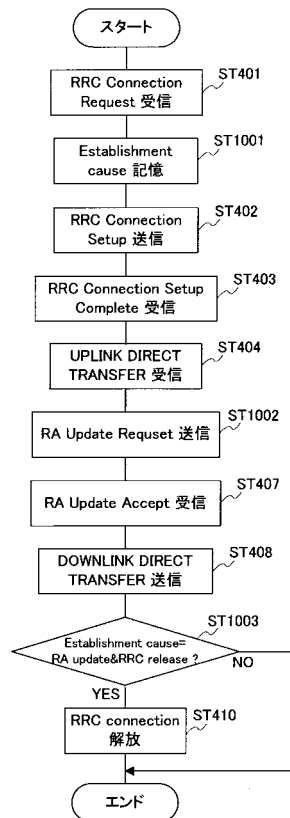 スタート
RRC Connection
Request 受信
ST401
Establishment
cause 記憶
ST1001
RRC Connection
Setup 送信
ST402
RRC Connection Setup
Complete 受信
ST403
UPLINK DIRECT
TRANSFER 受信
ST404
RA Update Requset 送信
ST1002
RA Update Accept 受信
ST407
DOWNLINK DIRECT
TRANSFER 送信
ST408
Establishment cause=
RA update&RRC release ?
ST1003
NO
YES
RRC connection
解放
ST410
エンド